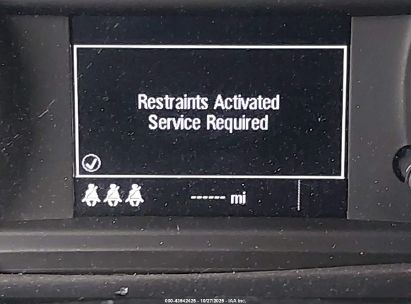 Restraints Activated
Service Required
------ mi